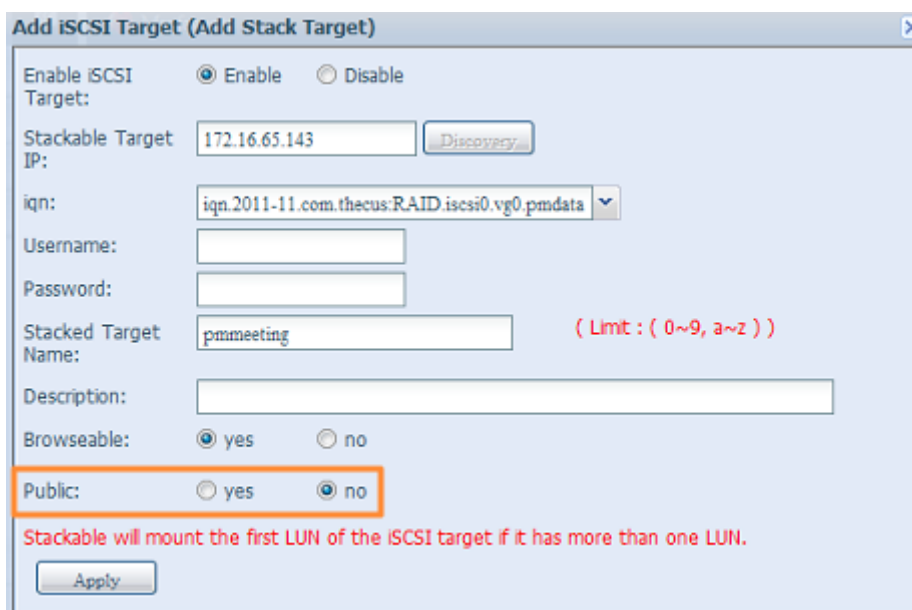 Add iSCSI Target (Add Stack Target)
Enable iSCSI Target: Enable Disable
Stackable Target IP: 172.16.65.143 Discovery
iqn: iqn.2011-11.com.thecus:RAID.iscsi0.vg0.pmdata
Username:
Password:
Stacked Target Name: pmmeeting ( Limit : ( 0~9, a~z ) )
Description:
Browseable: yes no
Public: yes no
Stackable will mount the first LUN of the iSCSI target if it has more than one LUN.
Apply